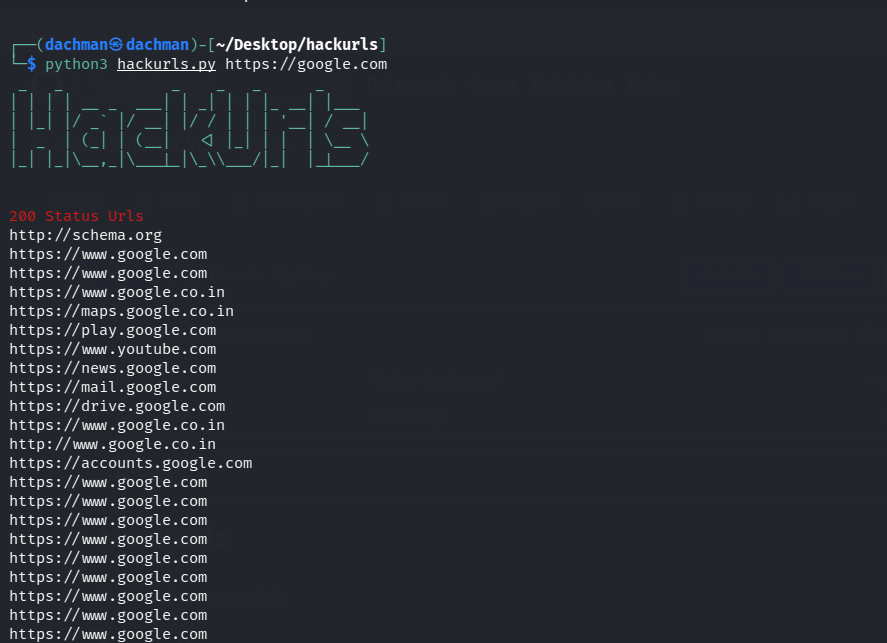 ┌──(dachman㉿dachman)-[~/Desktop/hackurls]
└─$ python3 hackurls.py https://google.com
HackUrls
200 Status Urls
http://schema.org
https://www.google.com
https://www.google.com
https://www.google.co.in
https://maps.google.co.in
https://play.google.com
https://www.youtube.com
https://news.google.com
https://mail.google.com
https://drive.google.com
https://www.google.co.in
http://www.google.co.in
https://accounts.google.com
https://www.google.com
https://www.google.com
https://www.google.com
https://www.google.com
https://www.google.com
https://www.google.com
https://www.google.com
https://www.google.com
https://www.google.com